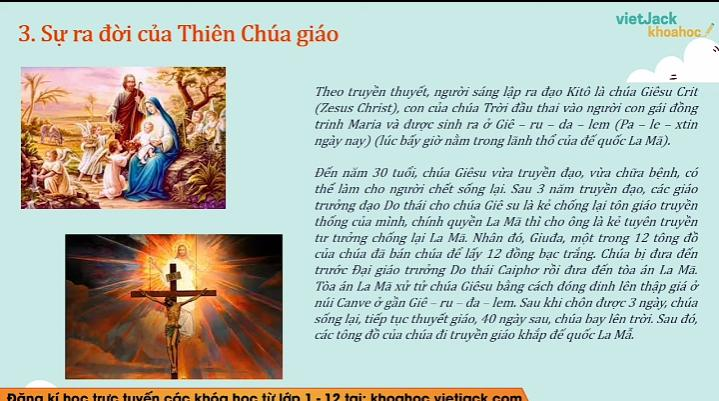 3. Sự ra đời của Thiên Chúa giáo
vietJack
khoahoc
Theo truyền thuyết, người sáng lập ra đạo Kitô là chúa Giêsu Crit
(Zesus Christ), con của chúa Trời đầu thai vào người con gái đồng
trinh Maria và được sinh ra ở Giê – ru – da – lem (Pa – le – xtin
ngày nay) (lúc bấy giờ nằm trong lãnh thổ của đế quốc La Mã).
Đến năm 30 tuổi, chúa Giêsu vừa truyền đạo, vừa chữa bệnh, có
thể làm cho người chết sống lại. Sau 3 năm truyền đạo, các giáo
trưởng đạo Do thái cho chúa Giê su là kẻ chống lại tôn giáo truyền
thống của mình, chính quyền La Mã thì cho ông là kẻ tuyên truyền
tư tưởng chống lại La Mã. Nhân đó, Giuđa, một trong 12 tông đồ
của chúa đã bán chúa để lấy 12 đồng bạc trắng. Chúa bị đưa đến
trước Đại giáo trưởng Do thái Caiphơ rồi đưa đến tòa án La Mã.
Tòa án La Mã xử tử chúa Giêsu bằng cách đóng đinh lên thập giá ở
núi Canve ở gần Giê – ru – đa – lem. Sau khi chôn được 3 ngày, chúa
sống lại, tiếp tục thuyết giáo, 40 ngày sau, chúa bay lên trời. Sau đó,
các tông đồ của chúa đi truyền giáo khắp đế quốc La Mã.
Đăng kí học trực tuyến các khóa học từ lớp 1 - 12 tại: khoahoc.vietjack.com